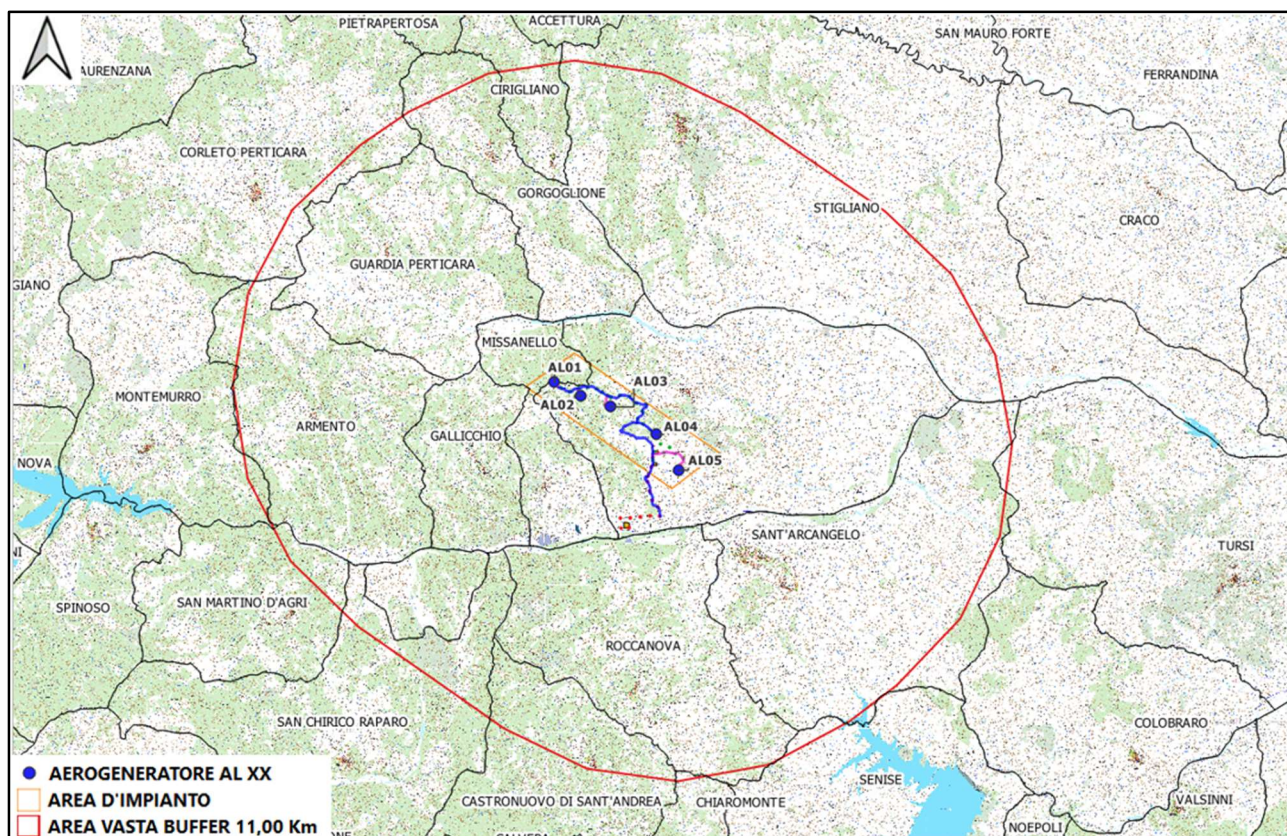 PIETRAPERTOSA
ACCETTURA
SAN MAURO FORTE
AURENZANA
FERRANDINA
CIRIGLIANO
CORLETO PERTICARA
GORGOGLIONE
STIGLIANO
CRACO
GUARDIA PERTICARA
GIANO
MISSANELLO
AL01
AL03
MONTEMURRO
AL02
ARMENTO
GALLICCHIO
AL04
AL05
NOVA
SANT'ARCANGELO
TURSI
NI
SPINOSO
SAN MARTINO D'AGRI
ROCCANOVA
SAN CHIRICO RAPARO
COLOBRARO
AEROGENERATORE AL XX
SENISE
AREA D'IMPIANTO
CASTRONUOVO DI SANT'ANDREA
CHIAROMONTE
VALSINNI
AREA VASTA BUFFER 11,00 Km
NOEPOLI
ONE